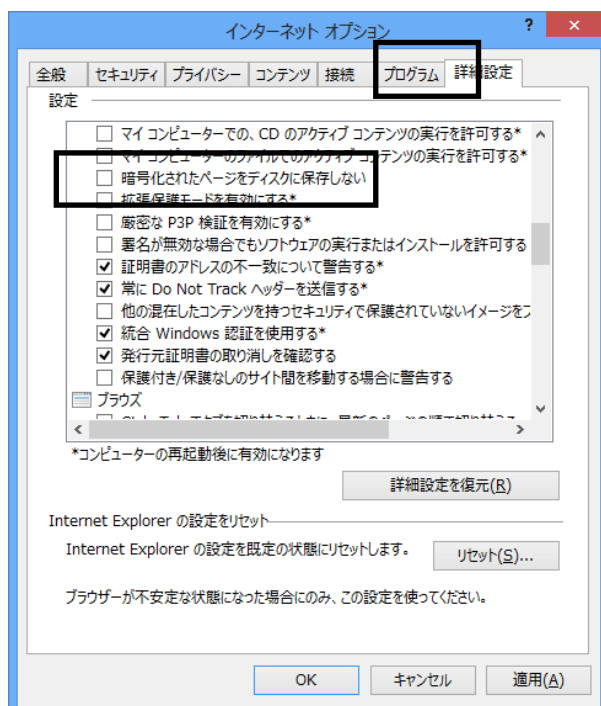 インターネット オプション
?
×
全般 セキュリティ プライバシー コンテンツ 接続 プログラム 詳細設定
設定
マイ コンピューターでの、CD のアクティブ コンテンツの実行を許可する*
マイ コンピューターのファイルでのアクティブ コンテンツの実行を許可する*
暗号化されたページをディスクに保存しない
拡張保護モードを有効にする*
厳密な P3P 検証を有効にする*
署名が無効な場合でもソフトウェアの実行またはインストールを許可する
証明書のアドレスの不一致について警告する*
常に Do Not Track ヘッダーを送信する*
他の混在したコンテンツを持つセキュリティで保護されていないイメージをブ
統合 Windows 認証を使用する*
発行元証明書の取り消しを確認する
保護付き/保護なしのサイト間を移動する場合に警告する
ブラウズ
*コンピューターの再起動後に有効になります
詳細設定を復元(R)
Internet Explorer の設定をリセット
Internet Explorer の設定を既定の状態にリセットします。
リセット(S)...
ブラウザーが不安定な状態になった場合にのみ、この設定を使ってください。
OK キャンセル 適用(A)